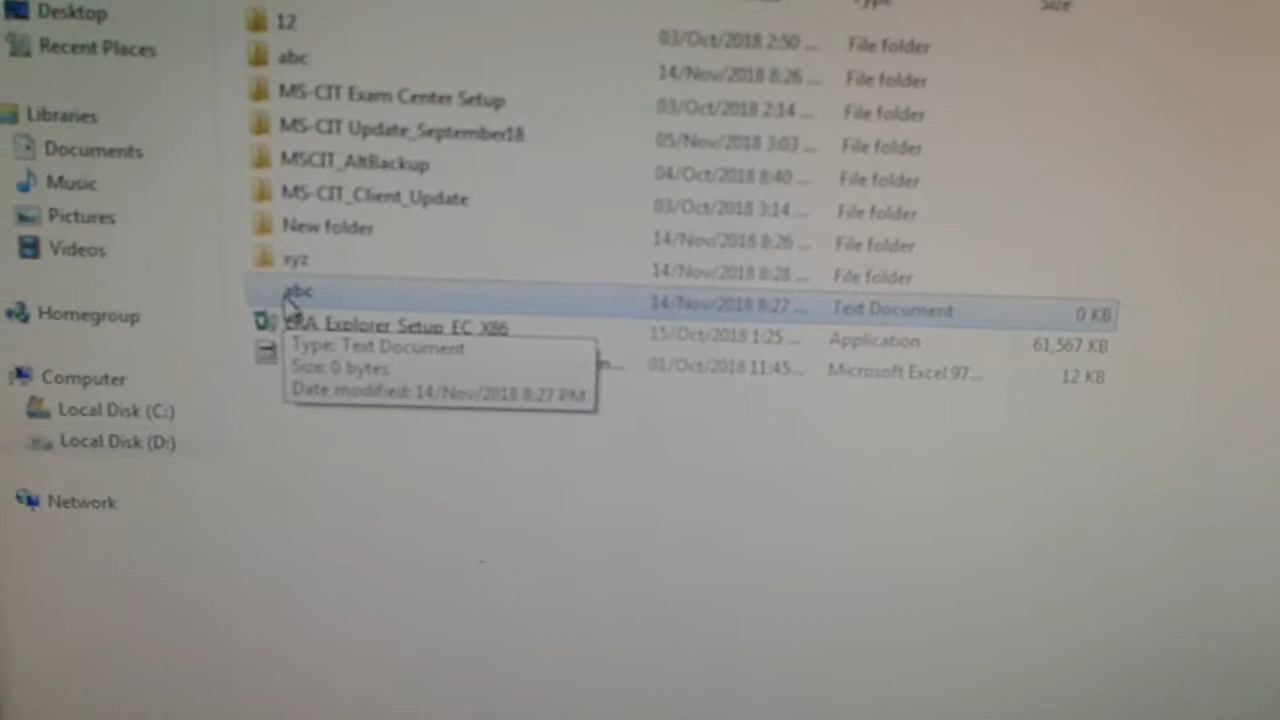 Type Size
Desktop
Recent Places
Libraries
Documents
Music
Pictures
Videos
Homegroup
Computer
Local Disk (C:)
Local Disk (D:)
Network
12 03/Oct/2018 2:50 ... File folder
abc 14/Nov/2018 8:26 ... File folder
MS-CIT Exam Center Setup 03/Oct/2018 2:14 ... File folder
MS-CIT Update_September18 05/Nov/2018 3:03 ... File folder
MSCIT_AltBackup 04/Oct/2018 8:40 ... File folder
MS-CIT_Client_Update 03/Oct/2018 3:14 ... File folder
New folder 14/Nov/2018 8:26 ... File folder
xyz 14/Nov/2018 8:28 ... File folder
abc 14/Nov/2018 8:27 ... Text Document 0 KB
ERA_Explorer_Setup_EC_X86 15/Oct/2018 1:25 ... Application 61,567 KB
01/Oct/2018 11:45... Microsoft Excel 97... 12 KB
Type: Text Document
Size: 0 bytes
Date modified: 14/Nov/2018 8:27 PM